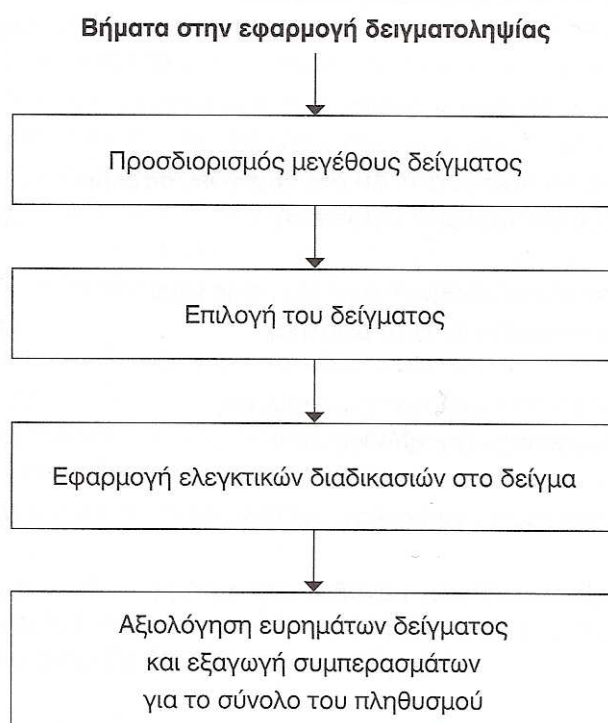 Βήματα στην εφαρμογή δειγματοληψίας
Προσδιορισμός μεγέθους δείγματος
Επιλογή του δείγματος
Εφαρμογή ελεγκτικών διαδικασιών στο δείγμα
Αξιολόγηση ευρημάτων δείγματος
και εξαγωγή συμπερασμάτων
για το σύνολο του πληθυσμού